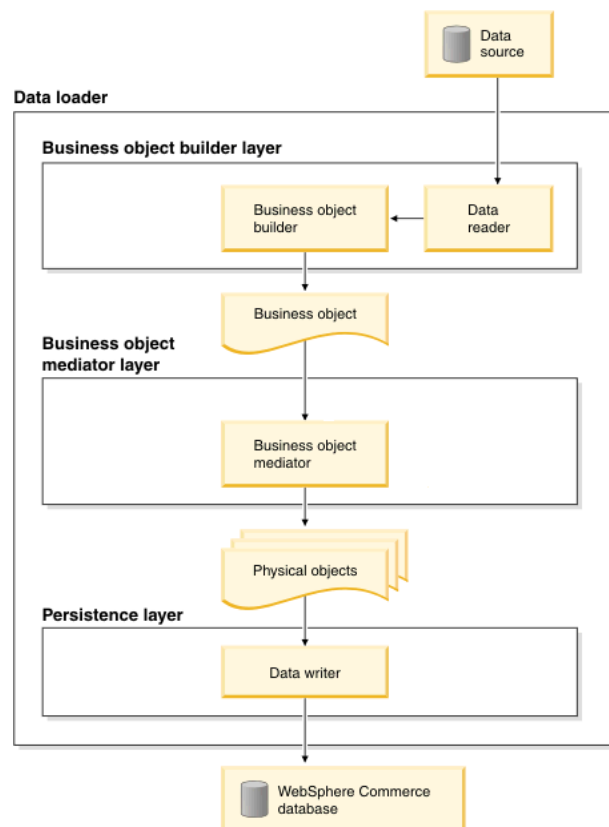 Data
source
Data loader
Business object builder layer
Business object
builder
Data
reader
Business object
Business object
mediator layer
Business object
mediator
Physical objects
Persistence layer
Data writer
WebSphere Commerce
database